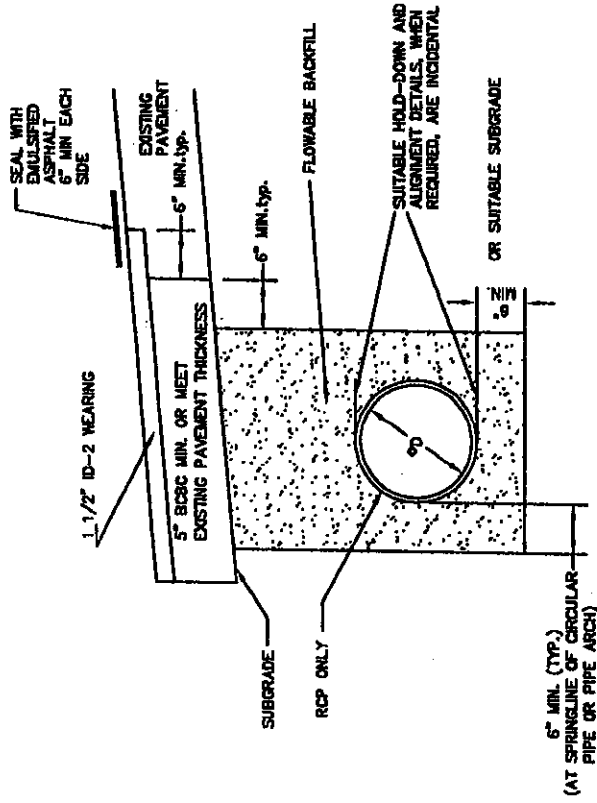 SEAL WITH
EMULSIFIED
ASPHALT
6" MIN EACH
SIDE
1 1/2" ID-2 WEARING
EXISTING
PAVEMENT
6" MIN.typ.
5" BCBC MIN. OR MEET
EXISTING PAVEMENT THICKNESS
6" MIN.typ.
SUBGRADE
FLOWABLE BACKFILL
RCP ONLY
SUITABLE HOLD-DOWN AND
ALIGNMENT DETAILS, WHEN
REQUIRED, ARE INCIDENTAL
6"
MIN.
OR SUITABLE SUBGRADE
6" MIN. (TYP.)
(AT SPRINGLINE OF CIRCULAR
PIPE OR PIPE ARCH)